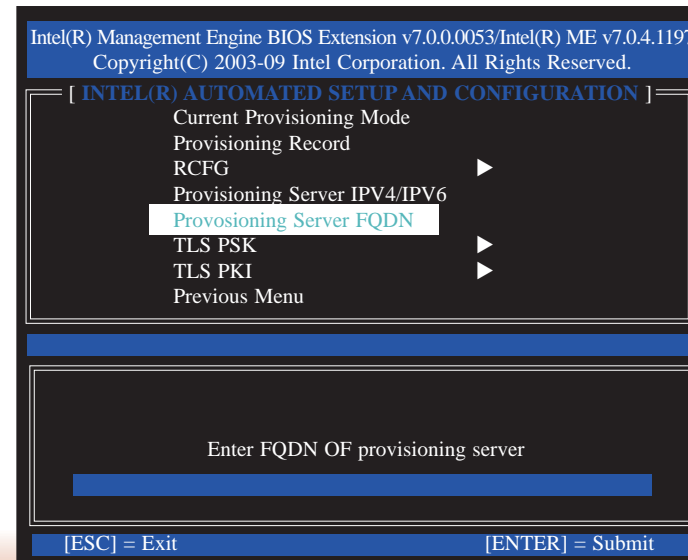 Intel(R) Management Engine BIOS Extension v7.0.0.0053/Intel(R) ME v7.0.4.1197
Copyright(C) 2003-09 Intel Corporation. All Rights Reserved.
[ INTEL(R) AUTOMATED SETUP AND CONFIGURATION ]
Current Provisioning Mode
Provisioning Record
RCFG ▶
Provisioning Server IPV4/IPV6
Provosioning Server FQDN
TLS PSK ▶
TLS PKI ▶
Previous Menu
Enter FQDN OF provisioning server
[ESC] = Exit [ENTER] = Submit